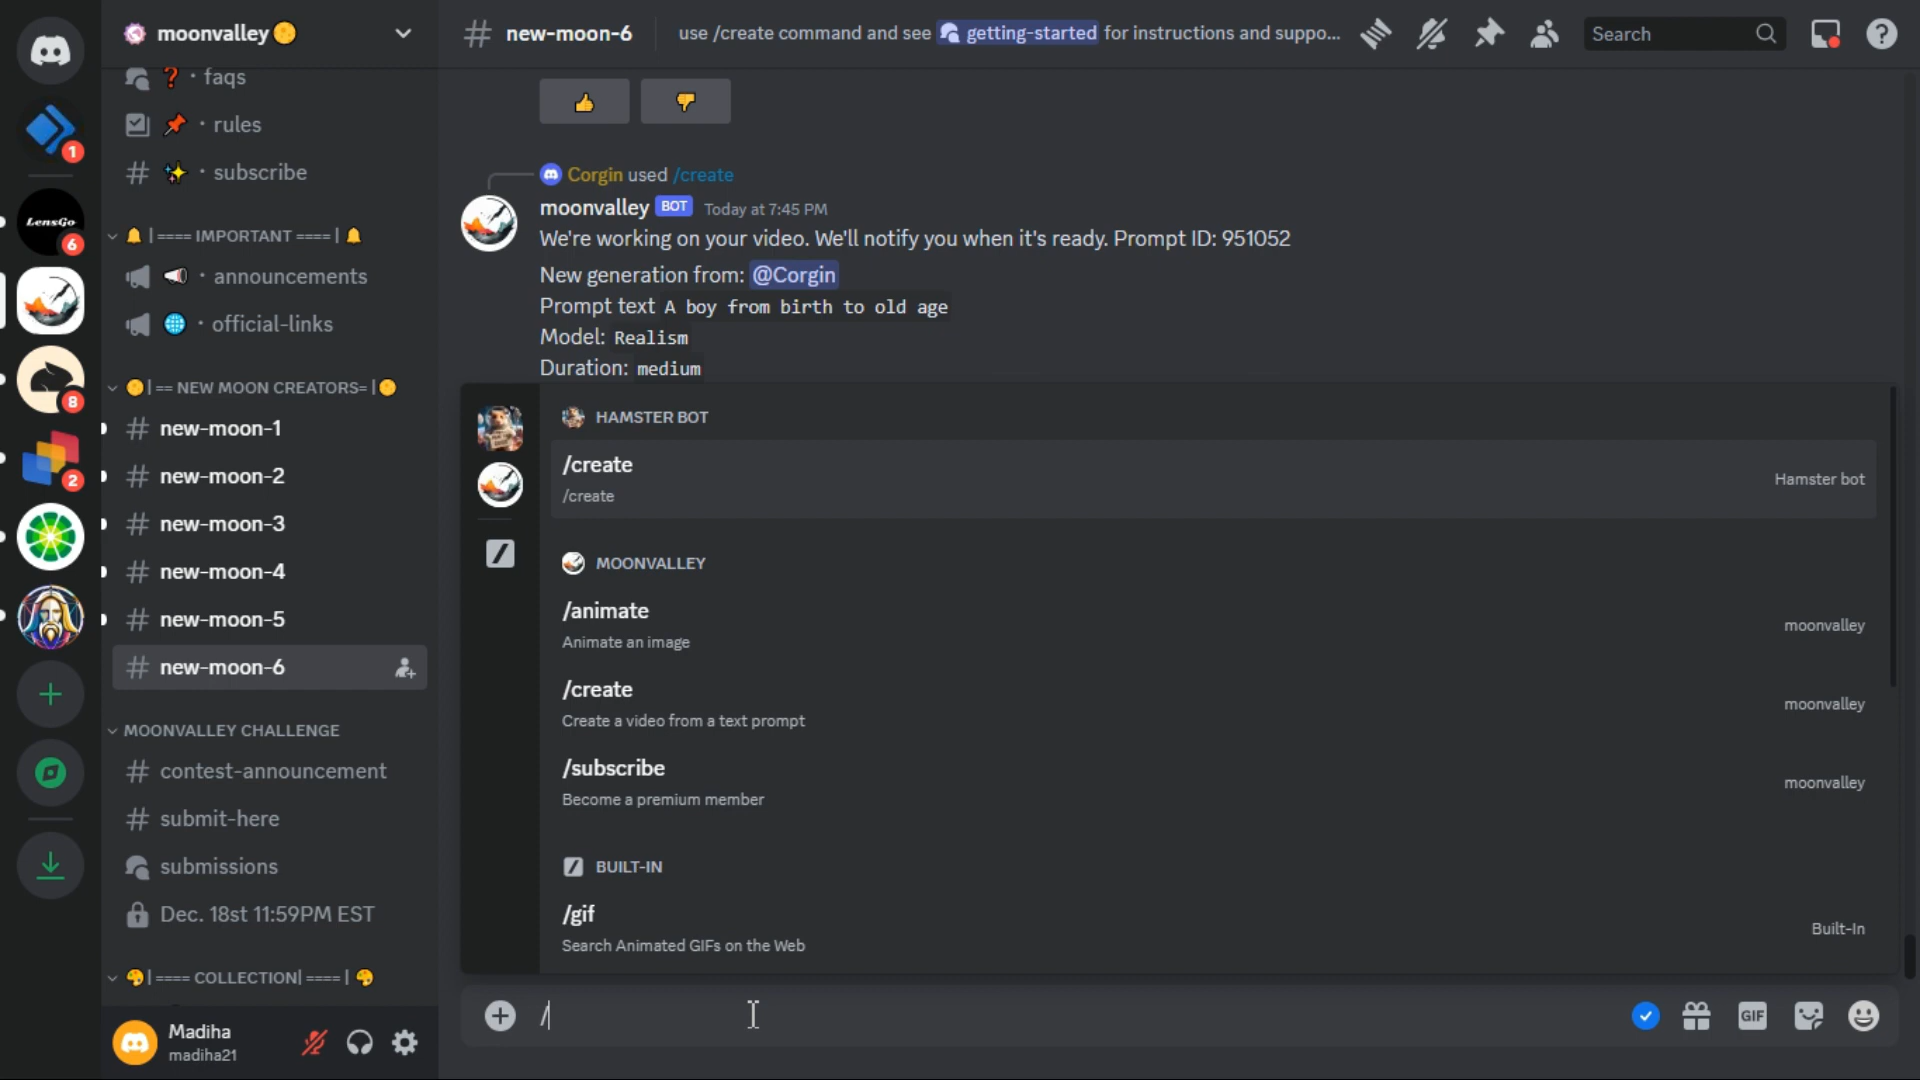 moonvalley
faqs
rules
subscribe
|==== IMPORTANT ====|
announcements
official-links
|== NEW MOON CREATORS=|
new-moon-1
new-moon-2
new-moon-3
new-moon-4
new-moon-5
new-moon-6
MOONVALLEY CHALLENGE
contest-announcement
submit-here
submissions
Dec. 18st 11:59PM EST
|==== COLLECTION| ====|
Madiha
madiha21
1
LensGo
6
8
2
new-moon-6
use /create command and see getting-started for instructions and suppo...
Search
Corgin used /create
moonvalley BOT Today at 7:45 PM
We're working on your video. We'll notify you when it's ready. Prompt ID: 951052
New generation from: @Corgin
Prompt text A boy from birth to old age
Model: Realism
Duration: medium
HAMSTER BOT
/create
/create
Hamster bot
MOONVALLEY
/animate
Animate an image
moonvalley
/create
Create a video from a text prompt
moonvalley
/subscribe
Become a premium member
moonvalley
BUILT-IN
/gif
Search Animated GIFs on the Web
Built-In
/
GIF